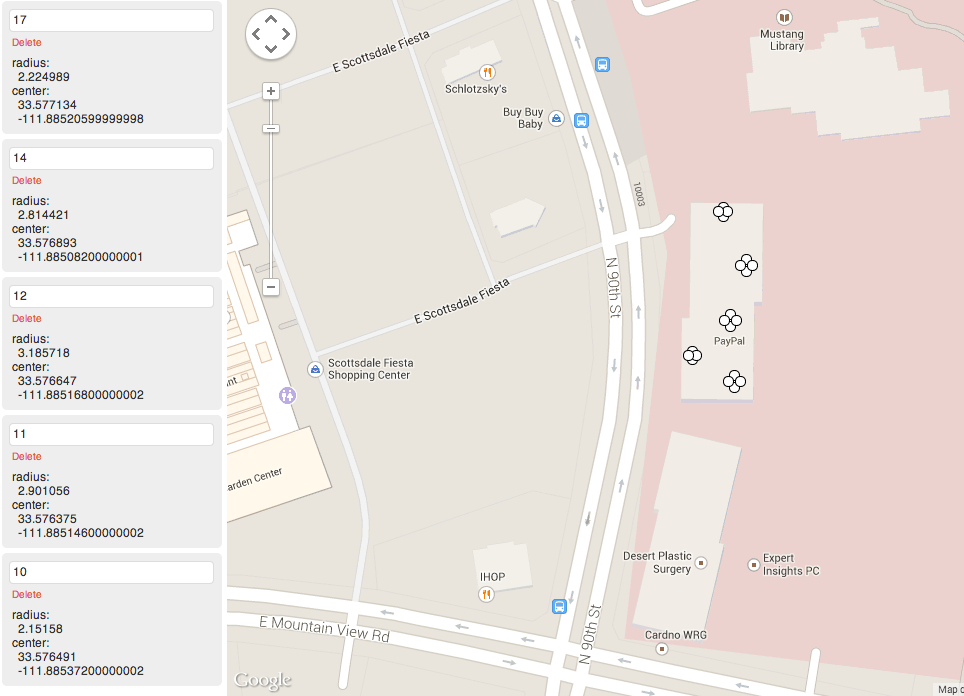 17
Delete
radius:
2.224989
center:
33.577134
-111.88520599999998
14
Delete
radius:
2.814421
center:
33.576893
-111.88508200000001
12
Delete
radius:
3.185718
center:
33.576647
-111.88516800000002
11
Delete
radius:
2.901056
center:
33.576375
-111.88514600000002
10
Delete
radius:
2.15158
center:
33.576491
-111.88537200000002
E Scottsdale Fiesta
Schlotzsky's
Buy Buy
Baby
Mustang
Library
10003
N 90th St
E Scottsdale Fiesta
PayPal
Scottsdale Fiesta
Shopping Center
nt
arden Center
Desert Plastic
Surgery
Expert
Insights PC
IHOP
N 90th St
Cardno WRG
E Mountain View Rd
Google
Map d